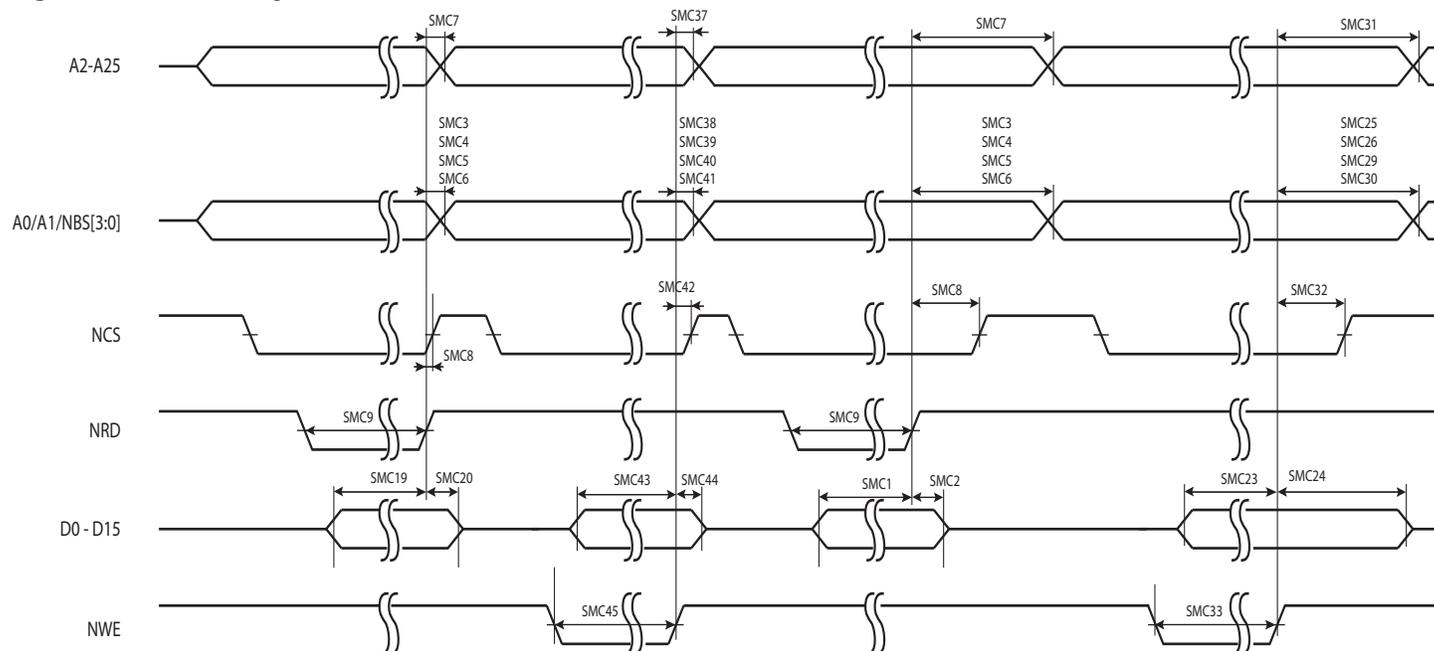 SMC7 SMC37 SMC7 SMC31
A2-A25
SMC3 SMC38 SMC3 SMC25
SMC4 SMC39 SMC4 SMC26
SMC5 SMC40 SMC5 SMC29
SMC6 SMC41 SMC6 SMC30
A0/A1/NBS[3:0]
SMC42 SMC8 SMC32
NCS
SMC8
SMC9 SMC9
NRD
SMC19 SMC20 SMC43 SMC44 SMC1 SMC2 SMC23 SMC24
D0 - D15
SMC45 SMC33
NWE